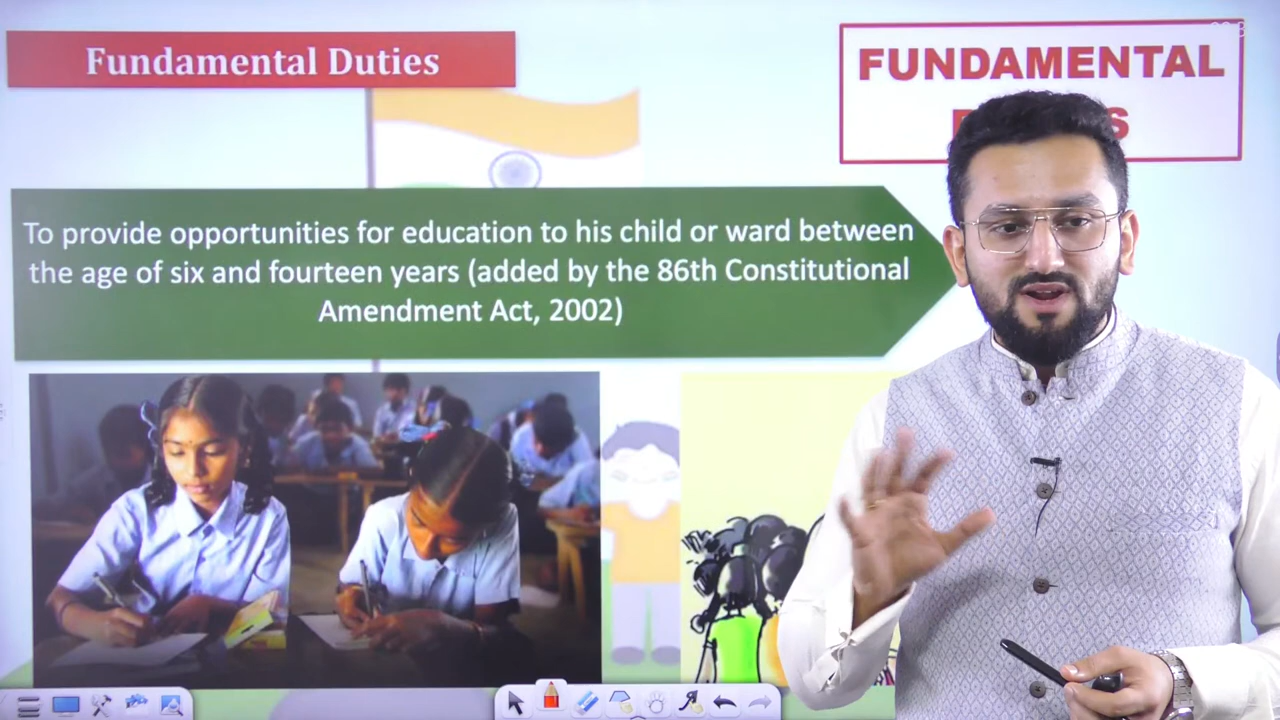 Fundamental Duties
FUNDAMENTAL
To provide opportunities for education to his child or ward between
the age of six and fourteen years (added by the 86th Constitutional
Amendment Act, 2002)